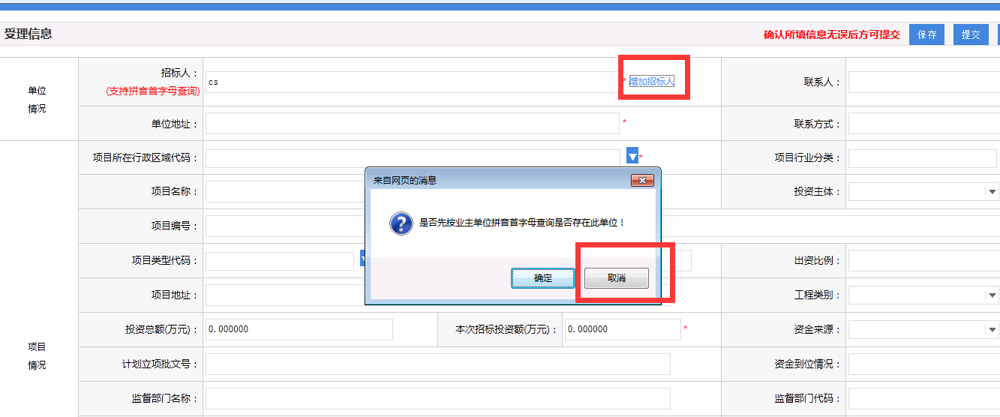 受理信息
确认所填信息无误后方可提交
保存
提交
单位
情况
招标人：
(支持拼音首字母查询)
cs
* 增加招标人
联系人：
单位地址：
*
联系方式：
项目所在行政区域代码：
*
项目行业分类：
来自网页的消息
项目名称：
投资主体：
是否先按业主单位拼音首字母查询是否存在此单位！
项目编号：
项目类型代码：
出资比例：
确定
取消
项目地址：
工程类别：
项目
情况
投资总额(万元)：
0.000000
本次招标投资额(万元)：
0.000000
*
资金来源：
计划立项批文号：
资金到位情况：
监督部门名称：
监督部门代码：